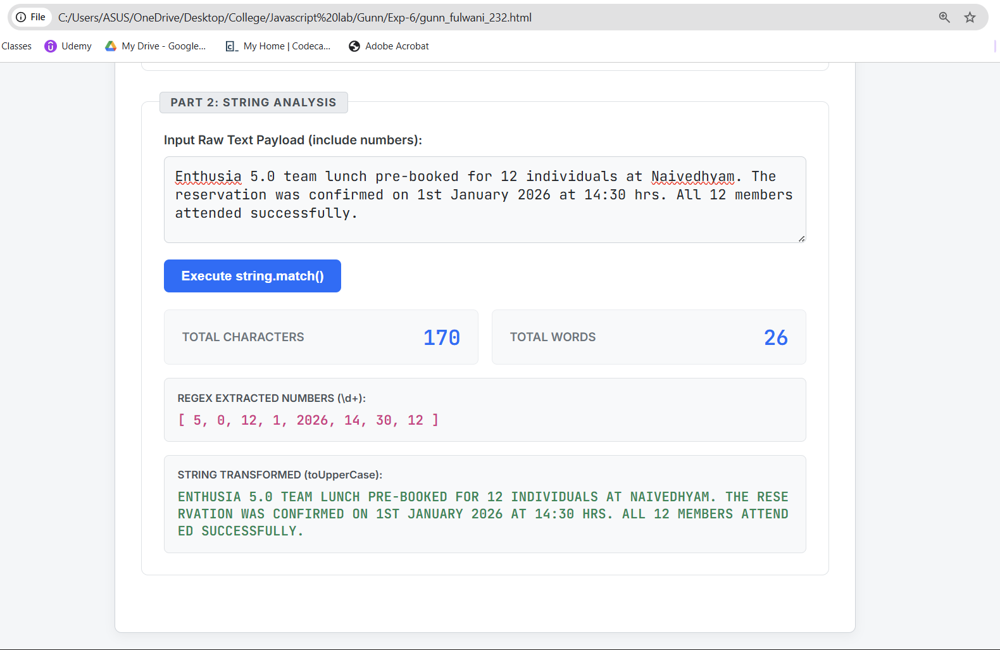 File C:/Users/ASUS/OneDrive/Desktop/College/Javascript%20lab/Gunn/Exp-6/gunn_fulwani_232.html
Classes Udemy My Drive - Google... My Home | Codeca... Adobe Acrobat
PART 2: STRING ANALYSIS
Input Raw Text Payload (include numbers):
Enthusia 5.0 team lunch pre-booked for 12 individuals at Naivedhyam. The
reservation was confirmed on 1st January 2026 at 14:30 hrs. All 12 members
attended successfully.
Execute string.match()
TOTAL CHARACTERS 170 TOTAL WORDS 26
REGEX EXTRACTED NUMBERS (\d+):
[ 5, 0, 12, 1, 2026, 14, 30, 12 ]
STRING TRANSFORMED (toUpperCase):
ENTHUSIA 5.0 TEAM LUNCH PRE-BOOKED FOR 12 INDIVIDUALS AT NAIVEDHYAM. THE RESE
RVATION WAS CONFIRMED ON 1ST JANUARY 2026 AT 14:30 HRS. ALL 12 MEMBERS ATTEND
ED SUCCESSFULLY.